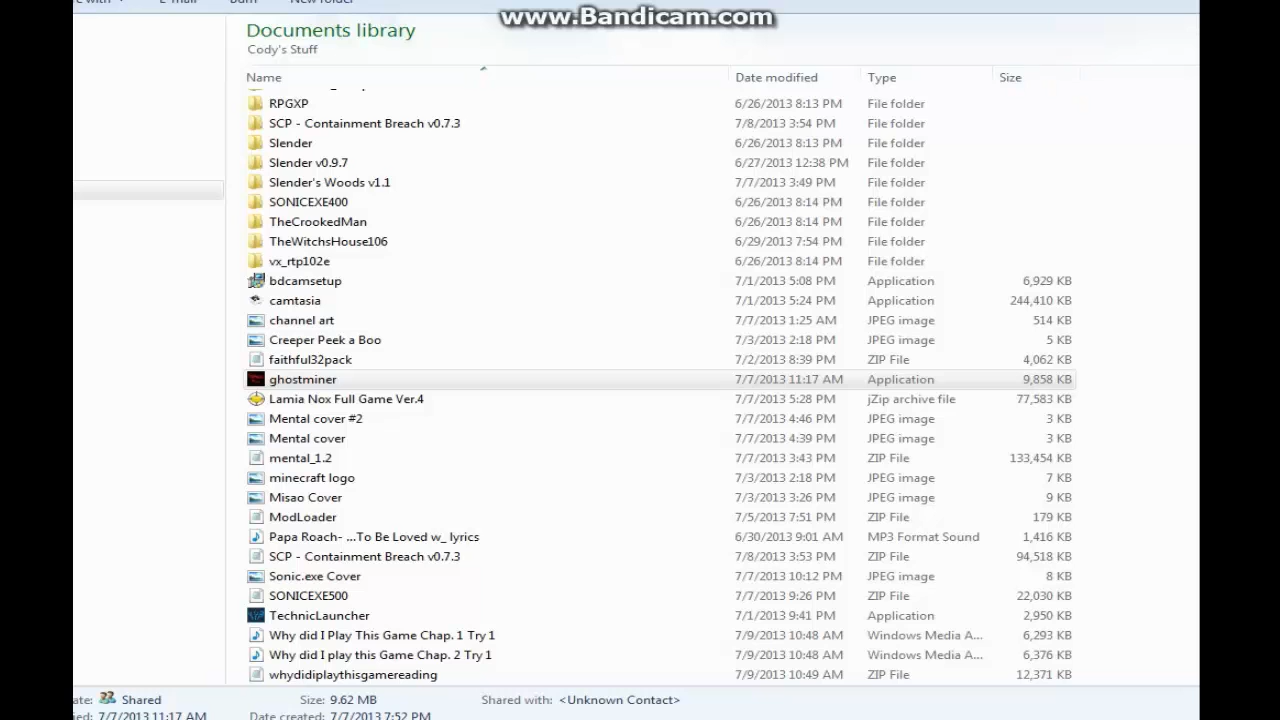 www.Bandicam.com
Documents library
Cody's Stuff
Name Date modified Type Size
RPGXP 6/26/2013 8:13 PM File folder
SCP - Containment Breach v0.7.3 7/8/2013 3:54 PM File folder
Slender 6/26/2013 8:13 PM File folder
Slender v0.9.7 6/27/2013 12:38 PM File folder
Slender's Woods v1.1 7/7/2013 3:49 PM File folder
SONICEXE400 6/26/2013 8:14 PM File folder
TheCrookedMan 6/26/2013 8:14 PM File folder
TheWitchsHouse106 6/29/2013 7:54 PM File folder
vx_rtp102e 6/26/2013 8:14 PM File folder
bdcamsetup 7/1/2013 5:08 PM Application 6,929 KB
camtasia 7/1/2013 5:24 PM Application 244,410 KB
channel art 7/7/2013 1:25 AM JPEG image 514 KB
Creeper Peek a Boo 7/3/2013 2:18 PM JPEG image 5 KB
faithful32pack 7/2/2013 8:39 PM ZIP File 4,062 KB
ghostminer 7/7/2013 11:17 AM Application 9,858 KB
Lamia Nox Full Game Ver.4 7/7/2013 5:28 PM jZip archive file 77,583 KB
Mental cover #2 7/7/2013 4:46 PM JPEG image 3 KB
Mental cover 7/7/2013 4:39 PM JPEG image 3 KB
mental_1.2 7/7/2013 3:43 PM ZIP File 133,454 KB
minecraft logo 7/3/2013 2:18 PM JPEG image 7 KB
Misao Cover 7/3/2013 3:26 PM JPEG image 9 KB
ModLoader 7/5/2013 7:51 PM ZIP File 179 KB
Papa Roach- ...To Be Loved w_ lyrics 6/30/2013 9:01 AM MP3 Format Sound 1,416 KB
SCP - Containment Breach v0.7.3 7/8/2013 3:53 PM ZIP File 94,518 KB
Sonic.exe Cover 7/7/2013 10:12 PM JPEG image 8 KB
SONICEXE500 7/7/2013 9:26 PM ZIP File 22,030 KB
TechnicLauncher 7/1/2013 9:41 PM Application 2,950 KB
Why did I Play This Game Chap. 1 Try 1 7/9/2013 10:48 AM Windows Media A... 6,293 KB
Why did I play this Game Chap. 2 Try 1 7/9/2013 10:48 AM Windows Media A... 6,376 KB
whydidiplaythisgamereading 7/9/2013 10:49 AM ZIP File 12,371 KB
Shared Size: 9.62 MB Shared with: <Unknown Contact>
7/7/2013 11:17 AM Date created: 7/7/2013 7:52 PM